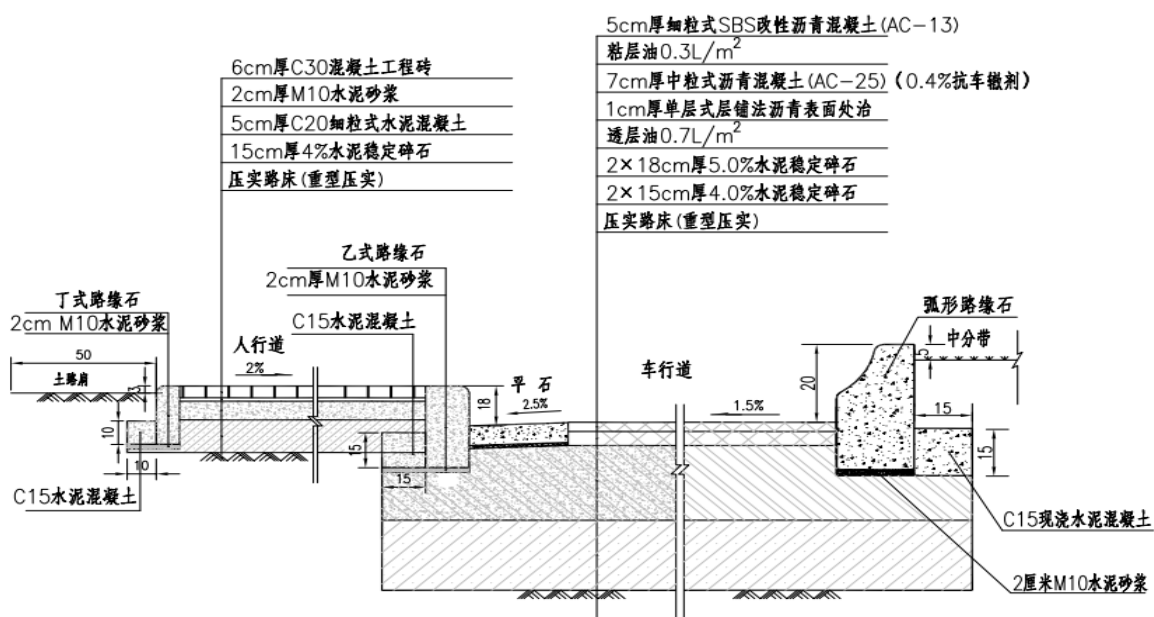 5cm厚细粒式SBS改性沥青混凝土(AC-13)
粘层油0.3L/m²
7cm厚中粒式沥青混凝土(AC-25)(0.4%抗车辙剂)
1cm厚单层式层铺法沥青表面处治
透层油0.7L/m²
2×18cm厚5.0%水泥稳定碎石
2×15cm厚4.0%水泥稳定碎石
压实路床(重型压实)
6cm厚C30混凝土工程砖
2cm厚M10水泥砂浆
5cm厚C20细粒式水泥混凝土
15cm厚4%水泥稳定碎石
压实路床(重型压实)
乙式路缘石
2cm厚M10水泥砂浆
丁式路缘石
2cm M10水泥砂浆
C15水泥混凝土
弧形路缘石
中分带
5
50
人行道
2%
土路肩
车行道
20
平 石
2.5%
18
1.5%
15
10
15
15
10
15
C15水泥混凝土
C15现浇水泥混凝土
2厘米M10水泥砂浆